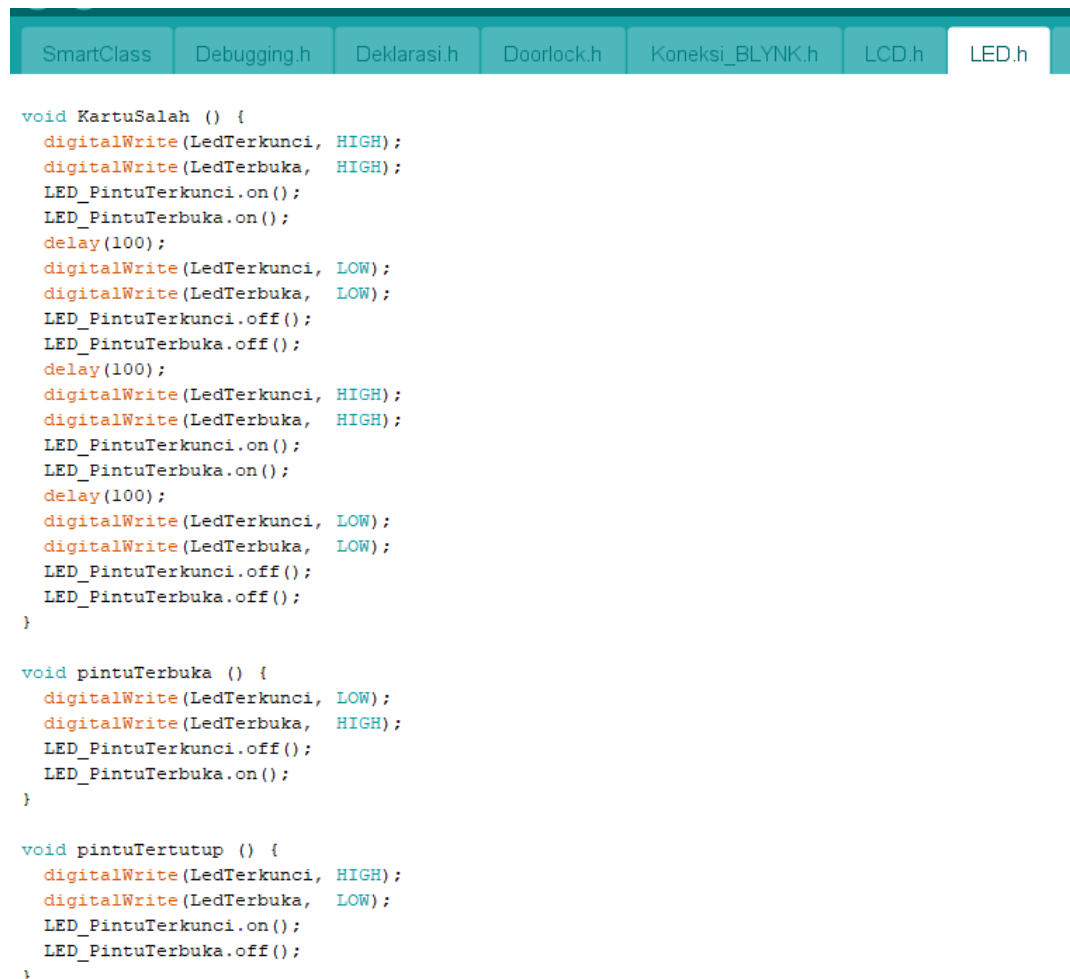 SmartClass Debugging.h Deklarasi.h Doorlock.h Koneksi_BLYNK.h LCD.h LED.h
void KartuSalah () {
  digitalWrite(LedTerkunci, HIGH);
  digitalWrite(LedTerbuka,  HIGH);
  LED_PintuTerkunci.on();
  LED_PintuTerbuka.on();
  delay(100);
  digitalWrite(LedTerkunci, LOW);
  digitalWrite(LedTerbuka,  LOW);
  LED_PintuTerkunci.off();
  LED_PintuTerbuka.off();
  delay(100);
  digitalWrite(LedTerkunci, HIGH);
  digitalWrite(LedTerbuka,  HIGH);
  LED_PintuTerkunci.on();
  LED_PintuTerbuka.on();
  delay(100);
  digitalWrite(LedTerkunci, LOW);
  digitalWrite(LedTerbuka,  LOW);
  LED_PintuTerkunci.off();
  LED_PintuTerbuka.off();
}
void pintuTerbuka () {
  digitalWrite(LedTerkunci, LOW);
  digitalWrite(LedTerbuka,  HIGH);
  LED_PintuTerkunci.off();
  LED_PintuTerbuka.on();
}
void pintuTertutup () {
  digitalWrite(LedTerkunci, HIGH);
  digitalWrite(LedTerbuka,  LOW);
  LED_PintuTerkunci.on();
  LED_PintuTerbuka.off();
}